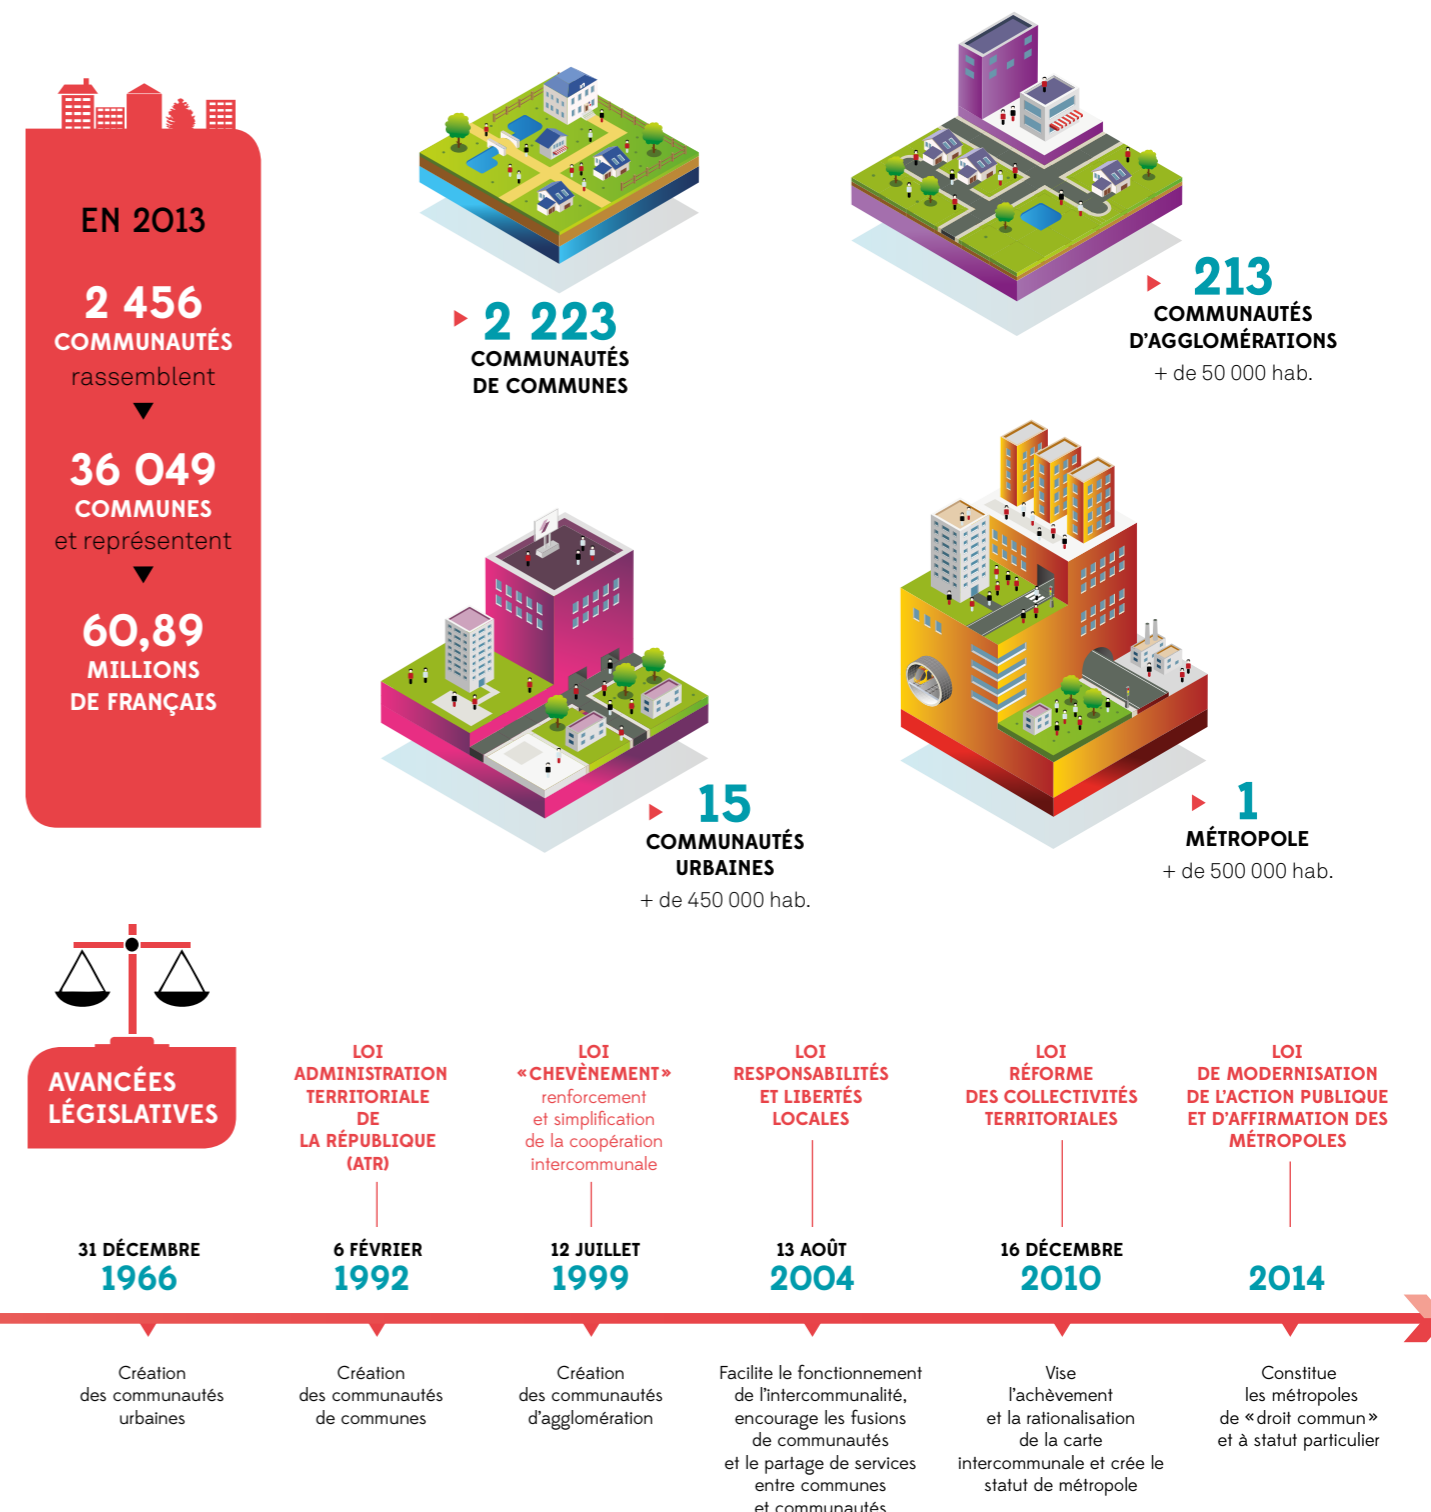 EN 2013
2 456
COMMUNAUTÉS
rassemblent
36 049
COMMUNES
et représentent
60,89
MILLIONS
DE FRANÇAIS
2 223
COMMUNAUTÉS
DE COMMUNES
213
COMMUNAUTÉS
D'AGGLOMÉRATIONS
+ de 50 000 hab.
15
COMMUNAUTÉS
URBAINES
+ de 450 000 hab.
1
MÉTROPOLE
+ de 500 000 hab.
AVANCÉES
LÉGISLATIVES
31 DÉCEMBRE
1966
Création
des communautés
urbaines
LOI
ADMINISTRATION
TERRITORIALE
DE
LA RÉPUBLIQUE
(ATR)
6 FÉVRIER
1992
Création
des communautés
de communes
LOI
«CHEVÈNEMENT»
renforcement
et simplification
de la coopération
intercommunale
12 JUILLET
1999
Création
des communautés
d'agglomération
LOI
RESPONSABILITÉS
ET LIBERTÉS
LOCALES
13 AOÛT
2004
Facilite le fonctionnement
de l'intercommunalité,
encourage les fusions
de communautés
et le partage de services
entre communes
et communautés
LOI
RÉFORME
DES COLLECTIVITÉS
TERRITORIALES
16 DÉCEMBRE
2010
Vise
l'achèvement
et la rationalisation
de la carte
intercommunale et crée le
statut de métropole
LOI
DE MODERNISATION
DE L'ACTION PUBLIQUE
ET D'AFFIRMATION DES
MÉTROPOLES
2014
Constitue
les métropoles
de «droit commun»
et à statut particulier